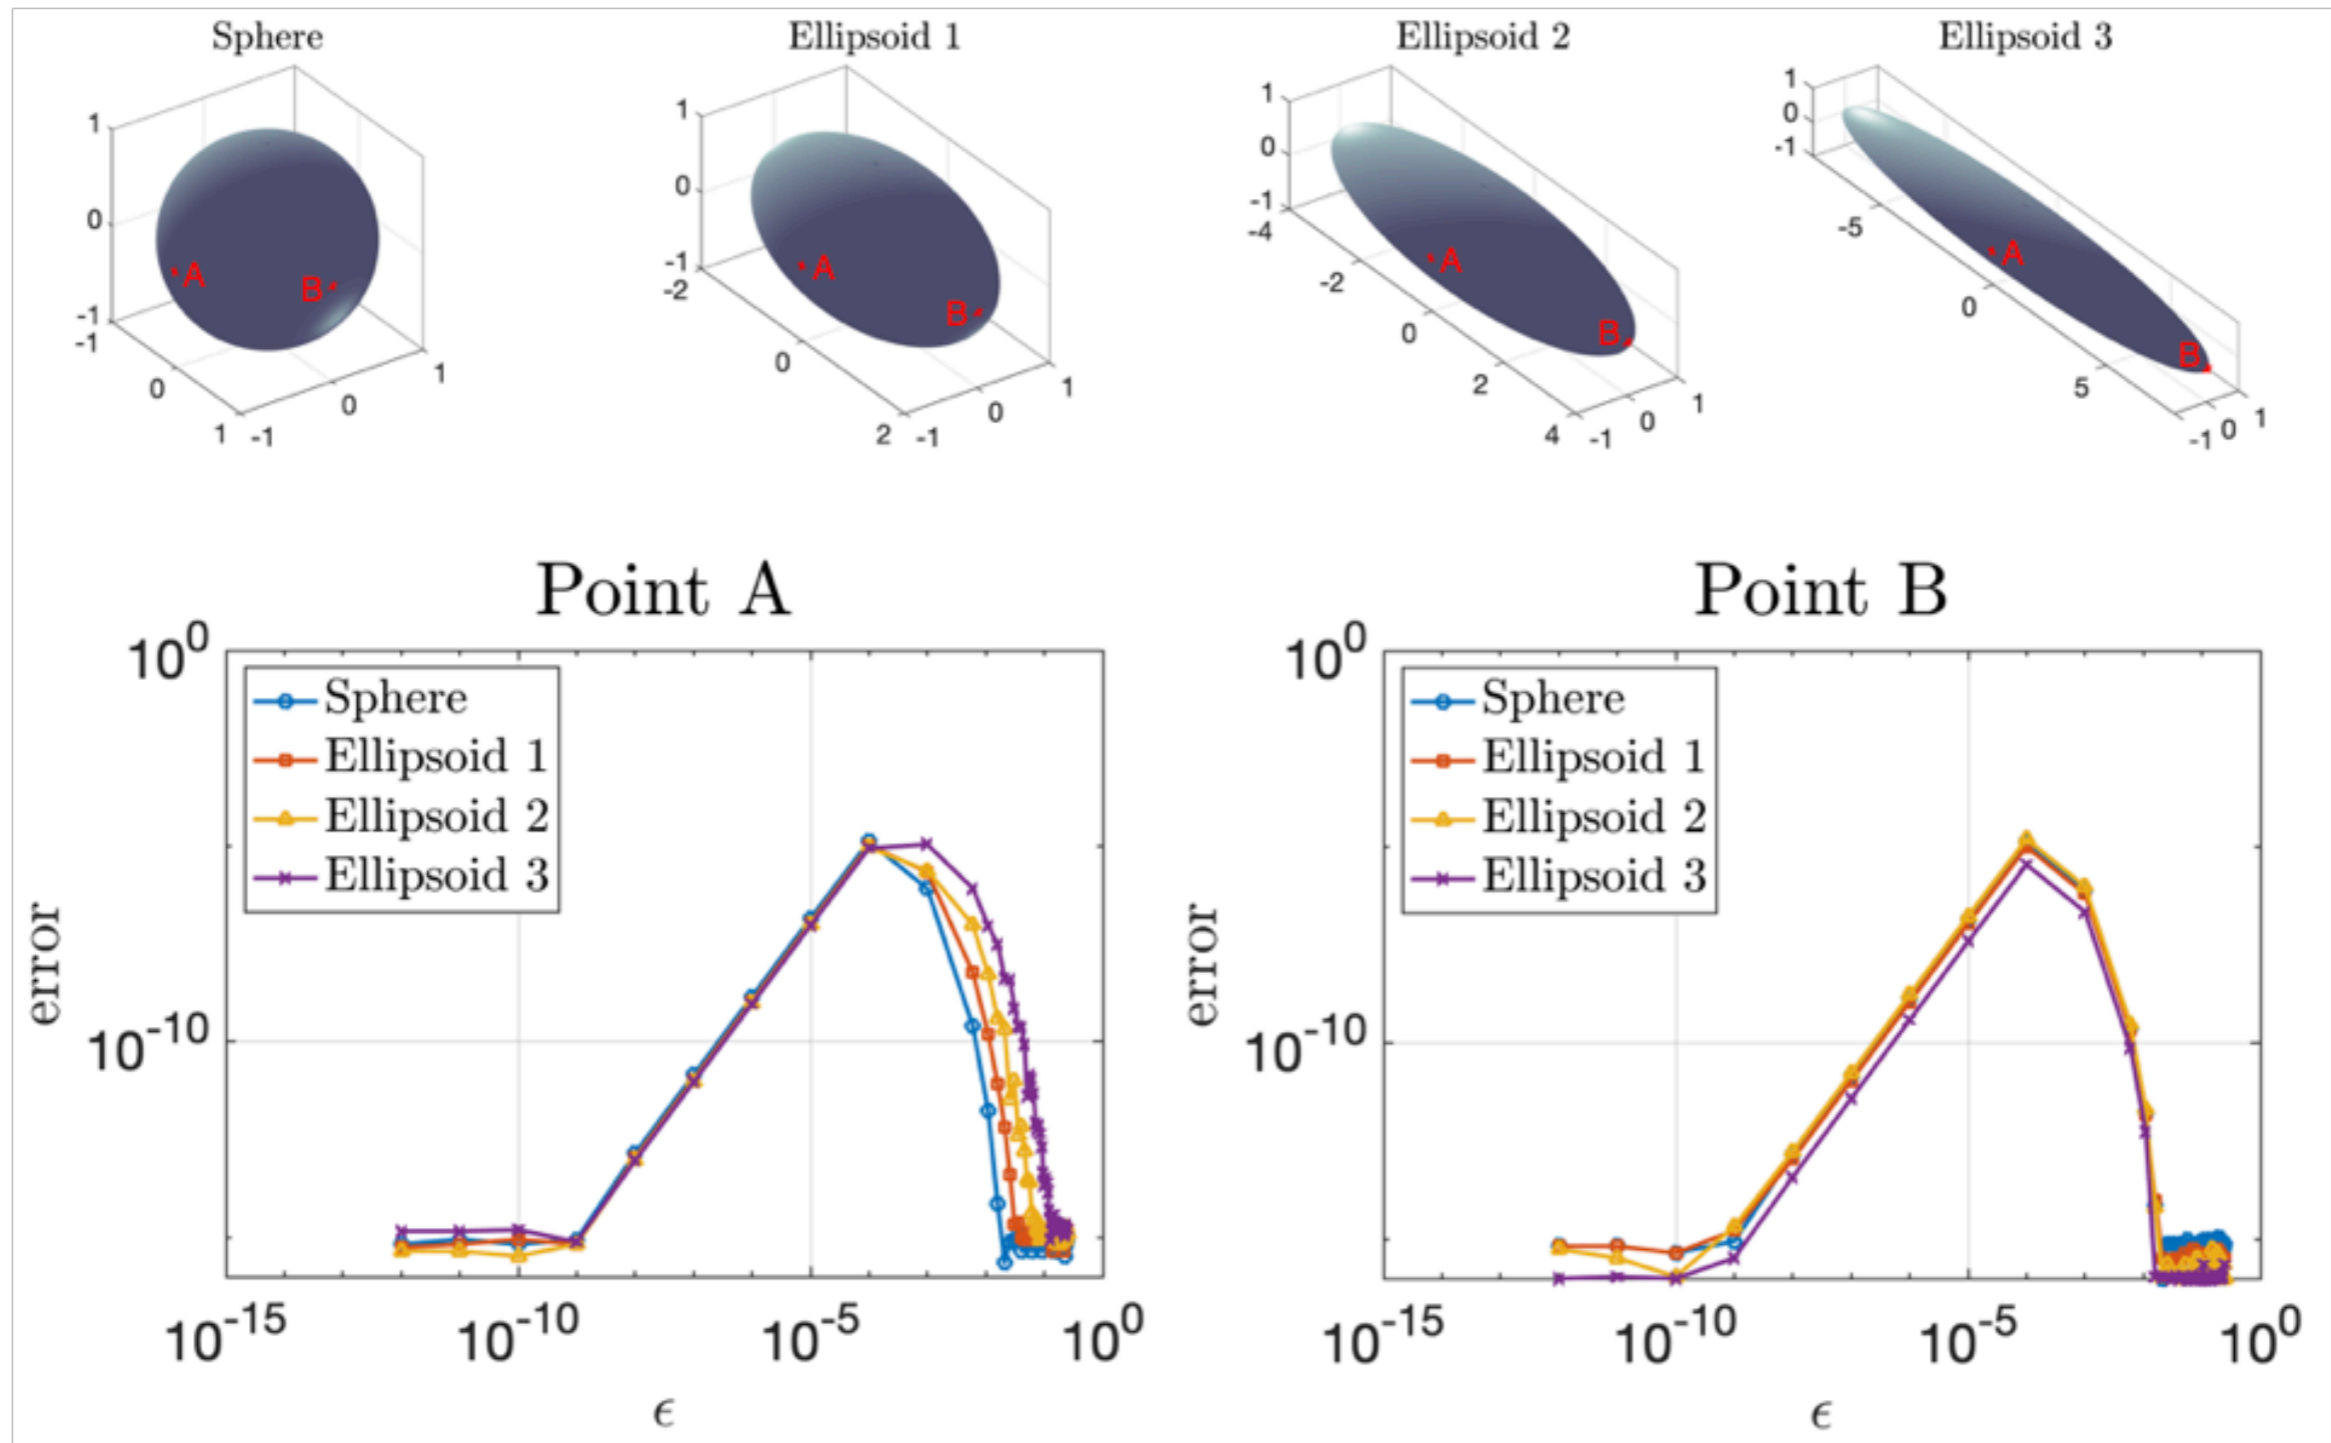 Sphere
Ellipsoid 1
Ellipsoid 2
Ellipsoid 3
1
0
-1
-1
0
1
-1
0
1
A
B
1
0
-1
-2
0
2
-1
0
1
A
B
1
0
-1
-4
-2
0
2
4
-1
0
1
A
B
1
0
-1
-5
0
5
-1
0
1
A
B
Point A
10^0
10^-10
error
Sphere
Ellipsoid 1
Ellipsoid 2
Ellipsoid 3
10^-15
10^-10
10^-5
10^0
ϵ
Point B
10^0
10^-10
error
Sphere
Ellipsoid 1
Ellipsoid 2
Ellipsoid 3
10^-15
10^-10
10^-5
10^0
ϵ